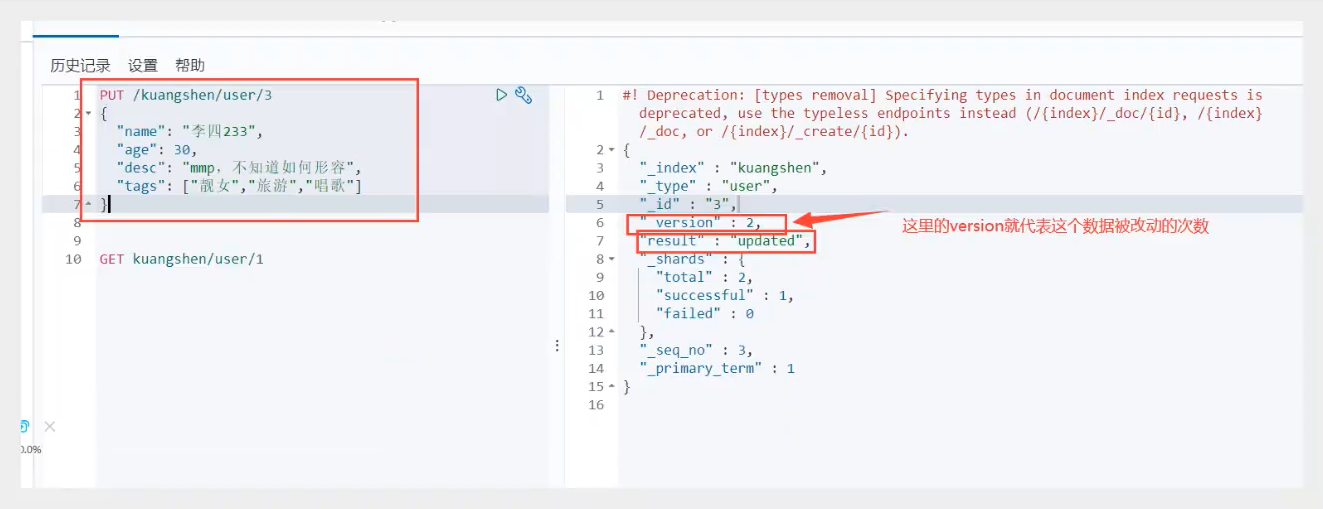 历史记录 设置 帮助
1 PUT /kuangshen/user/3
2 {
3 "name": "李四233",
4 "age": 30,
5 "desc": "mmp，不知道如何形容",
6 "tags": ["靓女","旅游","唱歌"]
7 }
8
9
10 GET kuangshen/user/1
1 #! Deprecation: [types removal] Specifying types in document index requests is
deprecated, use the typeless endpoints instead (/{index}/_doc/{id}, /{index}
/_doc, or /{index}/_create/{id}).
2 {
3 "_index" : "kuangshen",
4 "_type" : "user",
5 "_id" : "3",
6 "_version" : 2,
7 "result" : "updated",
8 "_shards" : {
9 "total" : 2,
10 "successful" : 1,
11 "failed" : 0
12 },
13 "_seq_no" : 3,
14 "_primary_term" : 1
15 }
16
这里的version就代表这个数据被改动的次数
0.0%